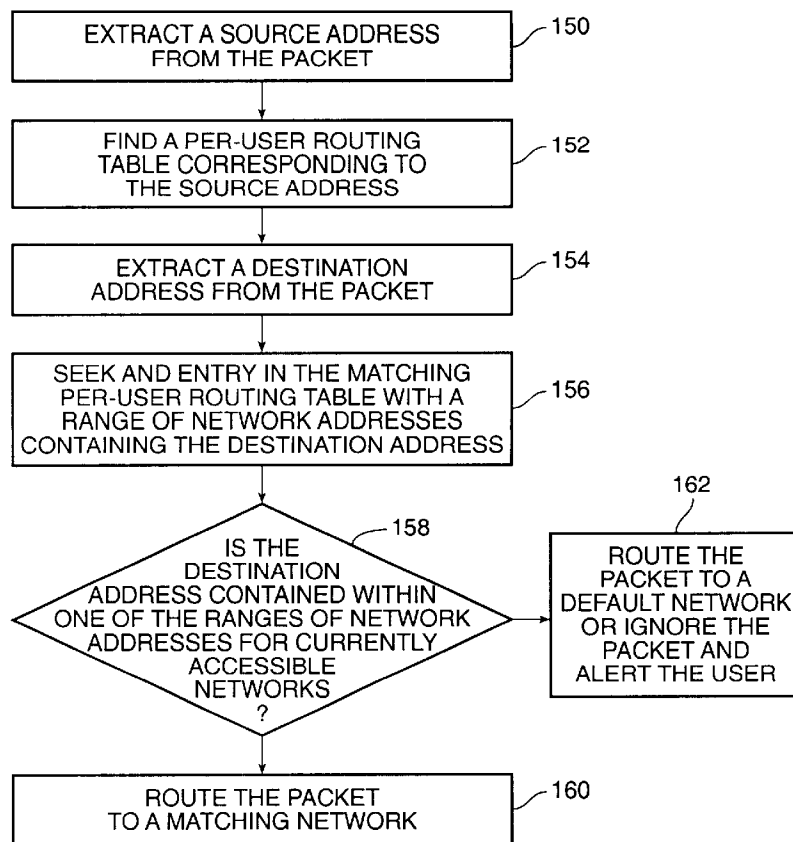 EXTRACT A SOURCE ADDRESS
FROM THE PACKET
150
FIND A PER-USER ROUTING
TABLE CORRESPONDING TO
THE SOURCE ADDRESS
152
EXTRACT A DESTINATION
ADDRESS FROM THE PACKET
154
SEEK AND ENTRY IN THE MATCHING
PER-USER ROUTING TABLE WITH A
RANGE OF NETWORK ADDRESSES
CONTAINING THE DESTINATION ADDRESS
156
IS THE
DESTINATION
ADDRESS CONTAINED WITHIN
ONE OF THE RANGES OF NETWORK
ADDRESSES FOR CURRENTLY
ACCESSIBLE
NETWORKS
?
158
162
ROUTE THE
PACKET TO A
DEFAULT NETWORK
OR IGNORE THE
PACKET AND
ALERT THE USER
ROUTE THE PACKET
TO A MATCHING NETWORK
160